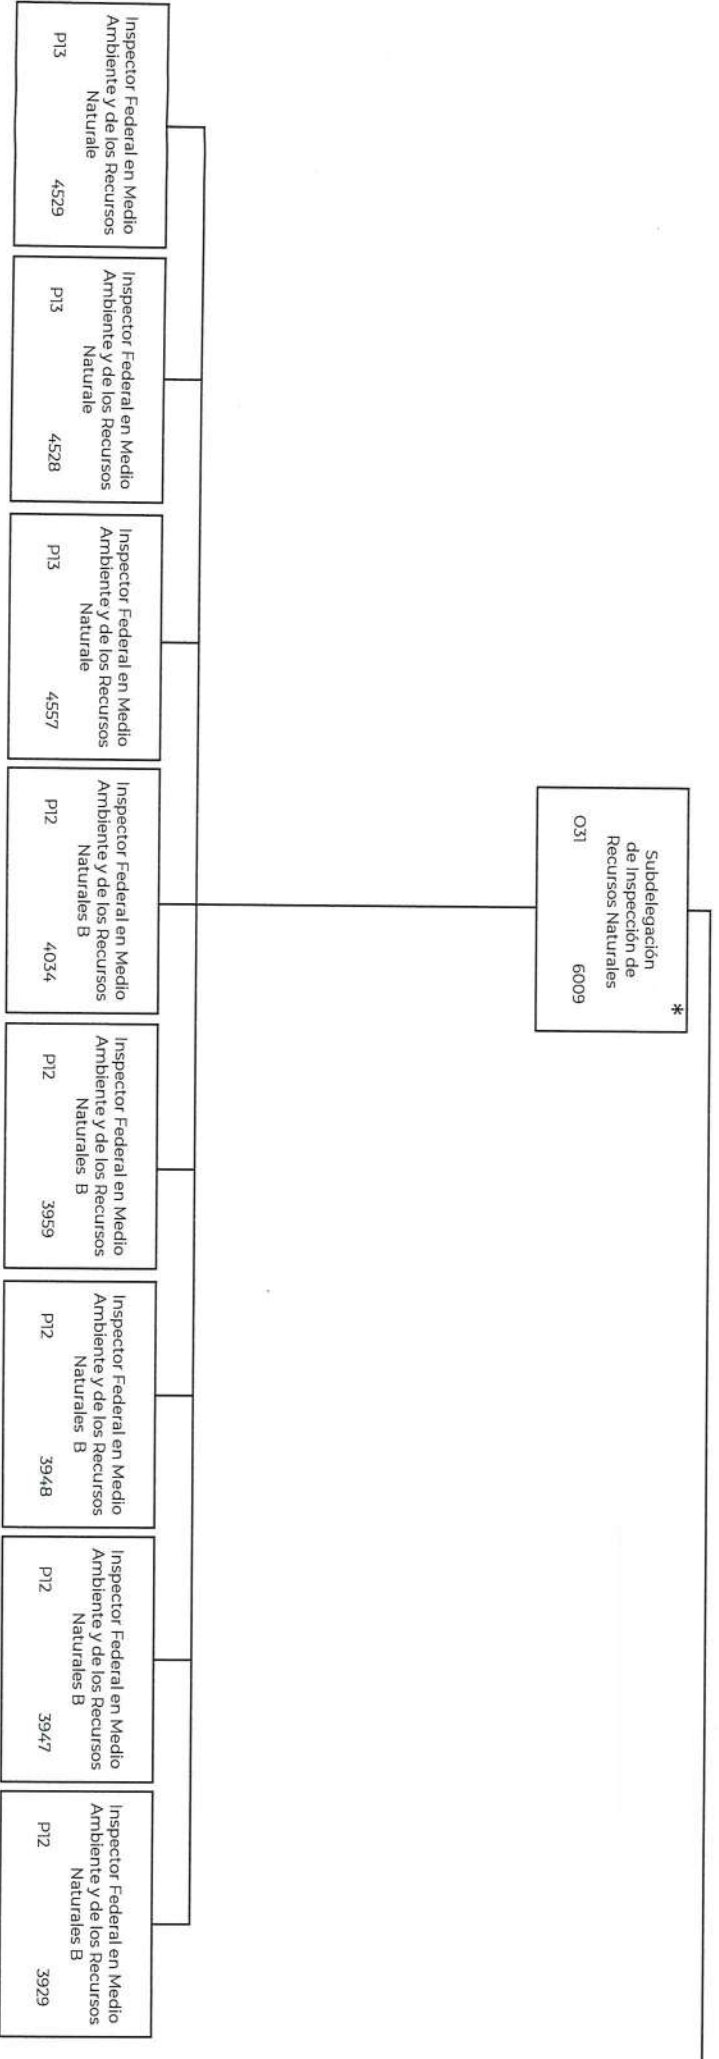 *
Subdelegación
de Inspección de
Recursos Naturales
O31 6009
Inspector Federal en Medio
Ambiente y de los Recursos
Naturale
P13 4529
Inspector Federal en Medio
Ambiente y de los Recursos
Naturale
P13 4528
Inspector Federal en Medio
Ambiente y de los Recursos
Naturale
P13 4557
Inspector Federal en Medio
Ambiente y de los Recursos
Naturales B
P12 4034
Inspector Federal en Medio
Ambiente y de los Recursos
Naturales B
P12 3959
Inspector Federal en Medio
Ambiente y de los Recursos
Naturales B
P12 3948
Inspector Federal en Medio
Ambiente y de los Recursos
Naturales B
P12 3947
Inspector Federal en Medio
Ambiente y de los Recursos
Naturales B
P12 3929